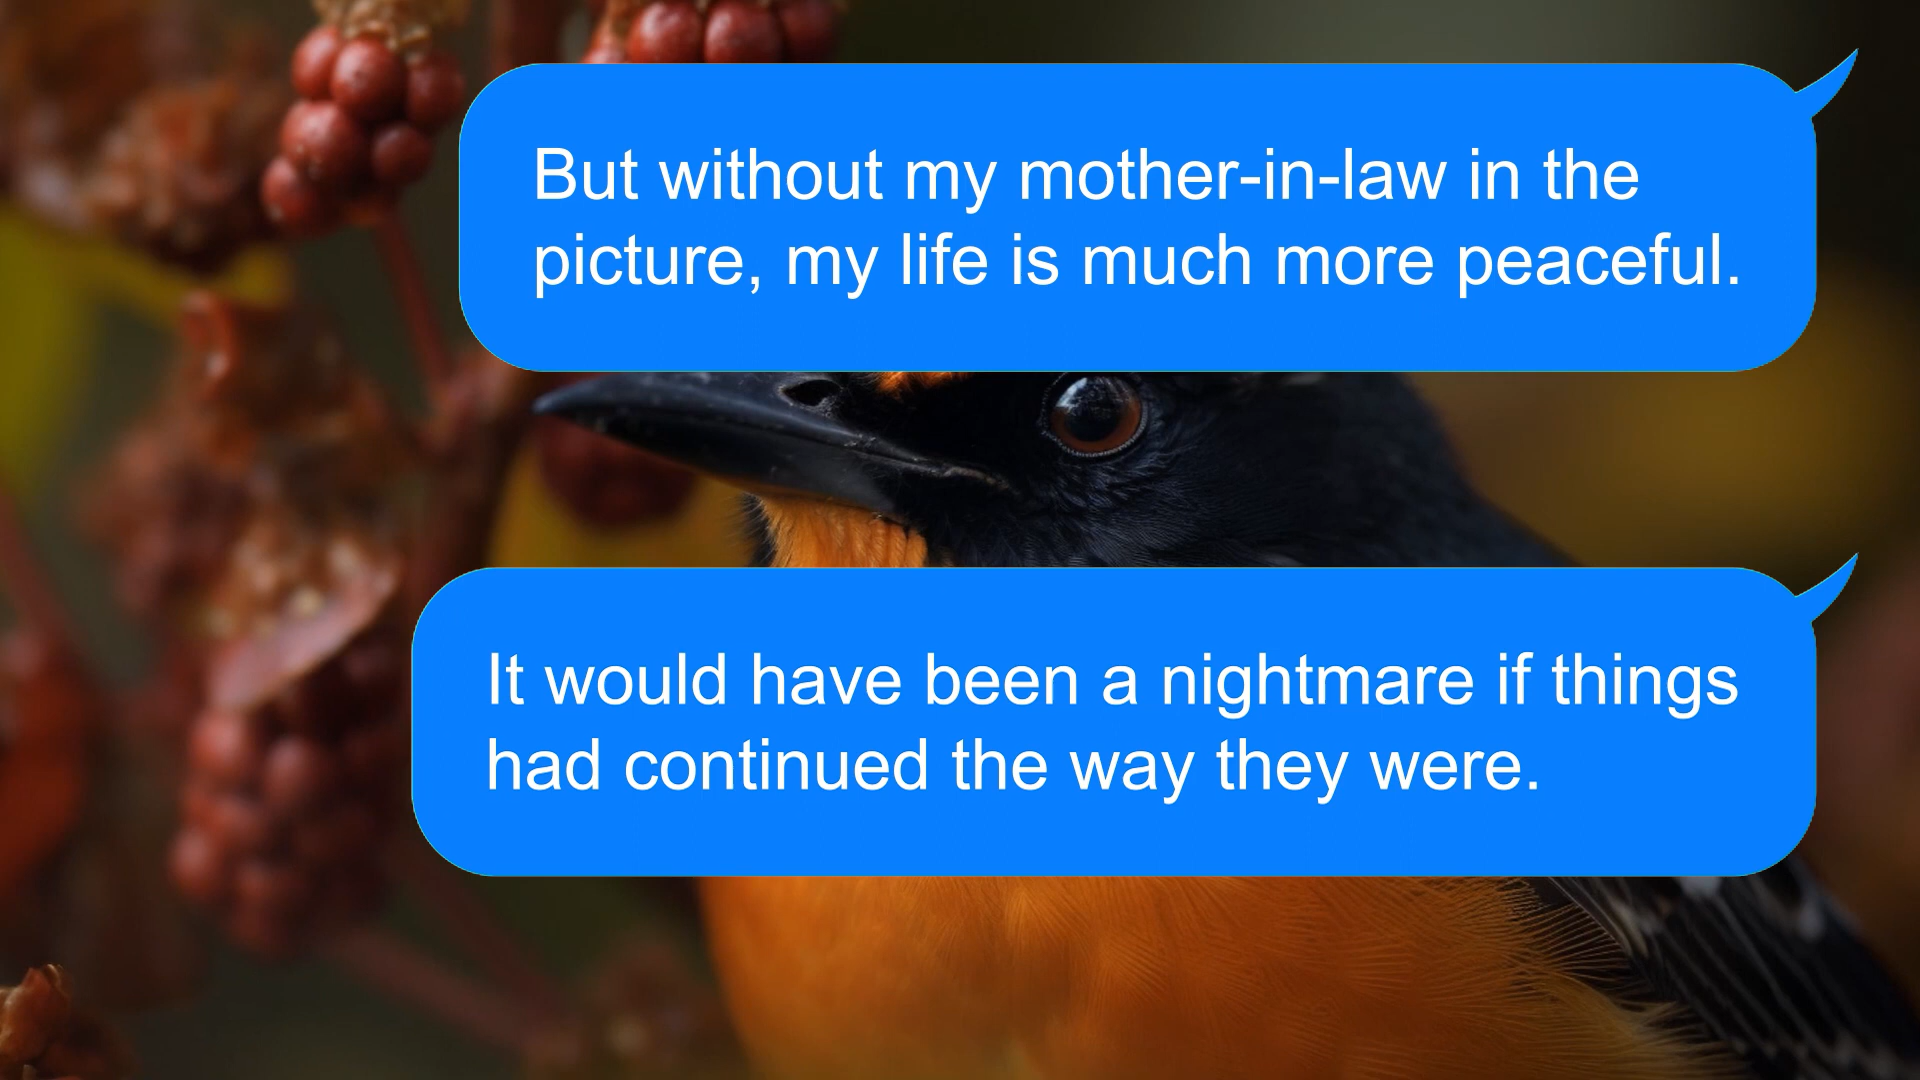 But without my mother-in-law in the
picture, my life is much more peaceful.
It would have been a nightmare if things
had continued the way they were.